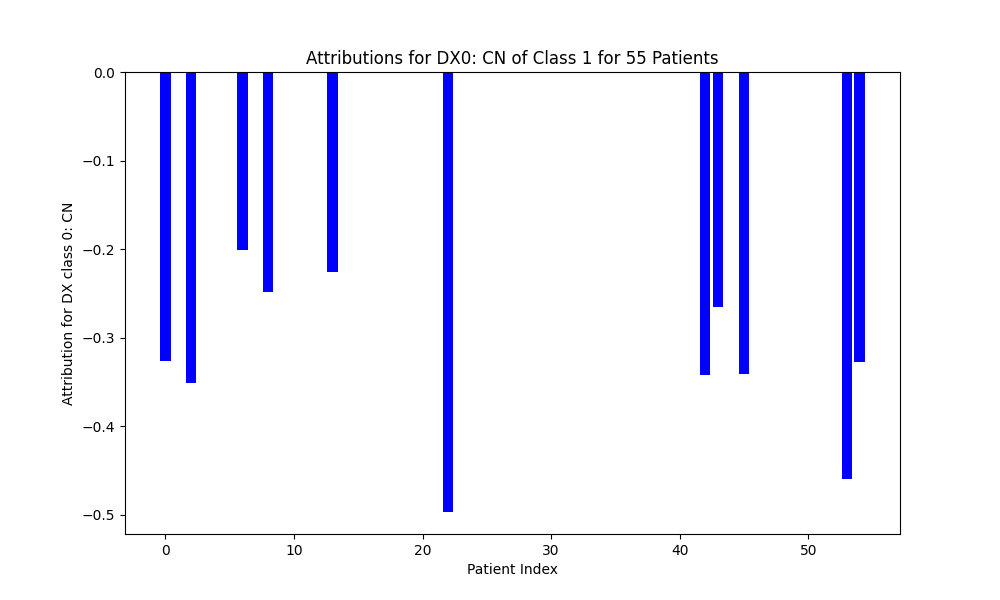 Attributions for DX0: CN of Class 1 for 55 Patients
Attribution for DX class 0: CN
0.0
−0.1
−0.2
−0.3
−0.4
−0.5
0 10 20 30 40 50
Patient Index